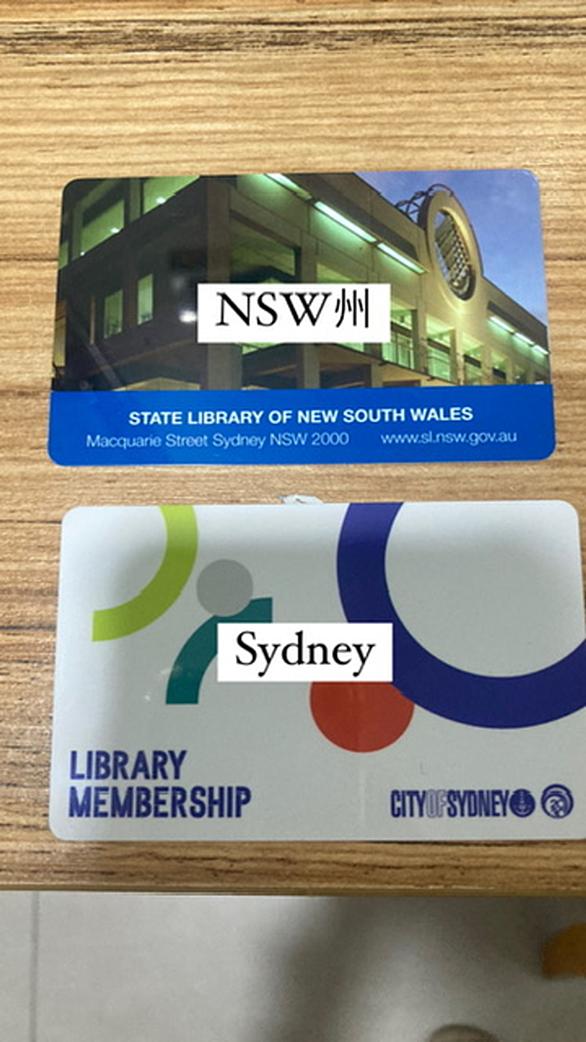 NSW州
STATE LIBRARY OF NEW SOUTH WALES
Macquarie Street Sydney NSW 2000 www.sl.nsw.gov.au
Sydney
LIBRARY
MEMBERSHIP
CITYOFSYDNEY